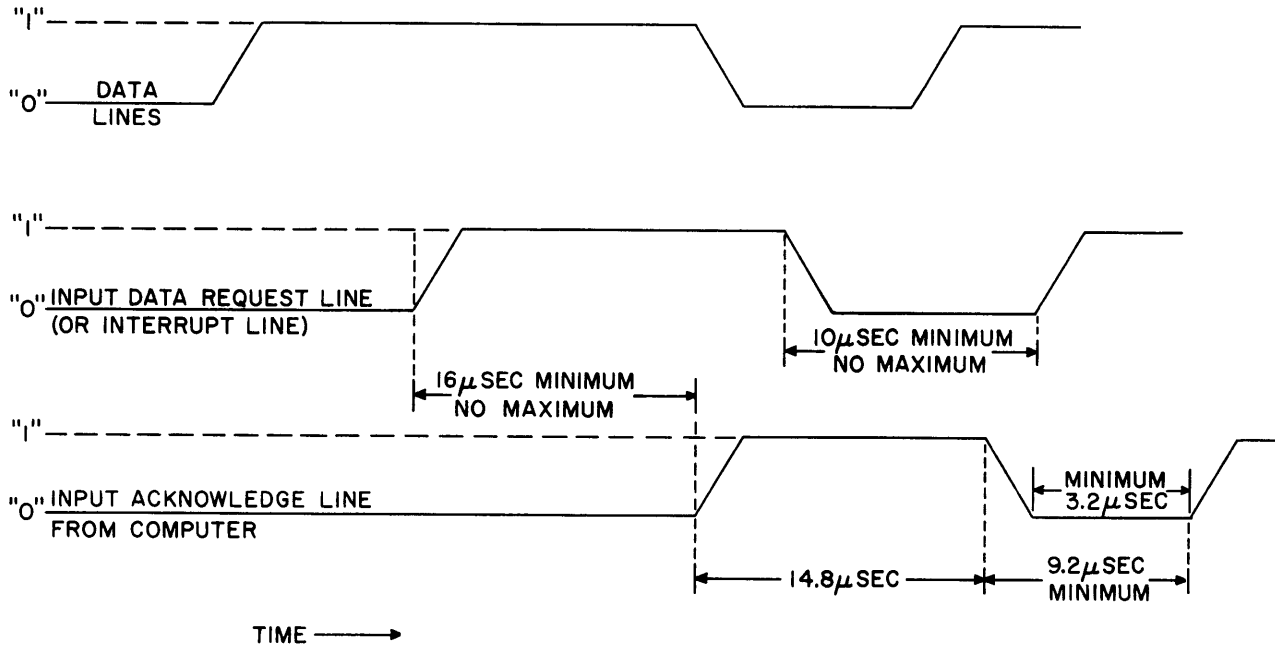 "1"
"0" DATA
LINES
"1"
"0" INPUT DATA REQUEST LINE
(OR INTERRUPT LINE)
10μSEC MINIMUM
NO MAXIMUM
16μSEC MINIMUM
NO MAXIMUM
"1"
"0" INPUT ACKNOWLEDGE LINE
FROM COMPUTER
MINIMUM
3.2μSEC
14.8μSEC
9.2μSEC
MINIMUM
TIME